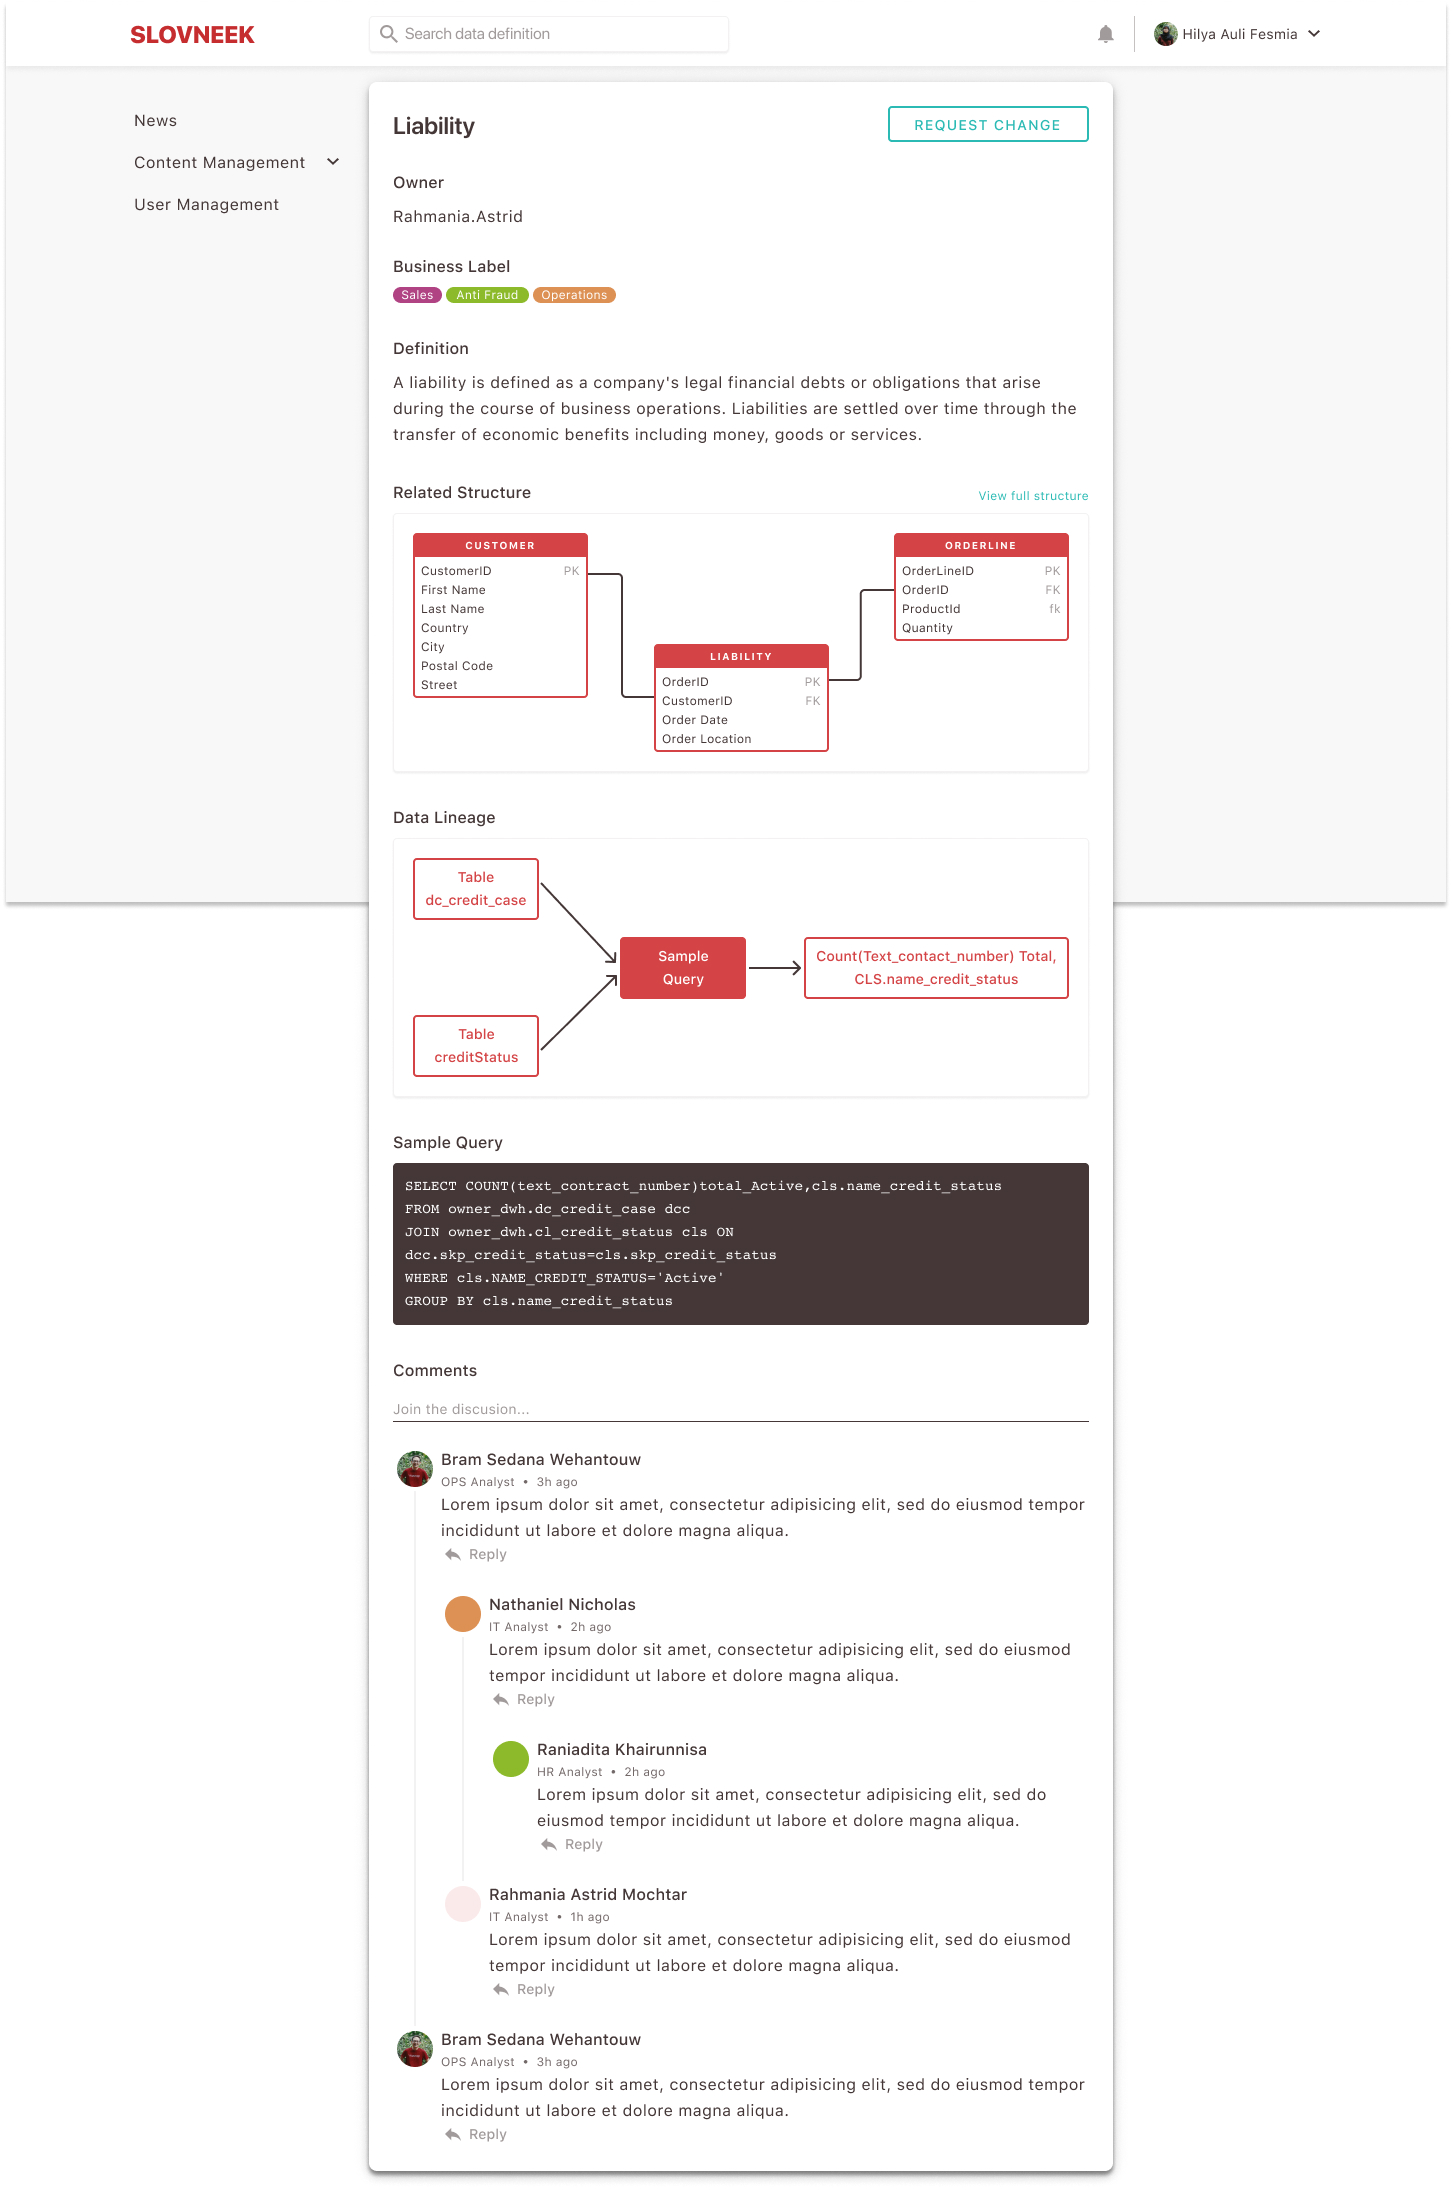 SLOVNEEK
Search data definition
Hilya Auli Fesmia
News
Content Management
User Management
Liability
REQUEST CHANGE
Owner
Rahmania.Astrid
Business Label
Sales
Anti Fraud
Operations
Definition
A liability is defined as a company's legal financial debts or obligations that arise
during the course of business operations. Liabilities are settled over time through the
transfer of economic benefits including money, goods or services.
Related Structure
View full structure
CUSTOMER
CustomerID PK
First Name
Last Name
Country
City
Postal Code
Street
LIABILITY
OrderID PK
CustomerID FK
Order Date
Order Location
ORDERLINE
OrderLineID PK
OrderID FK
ProductId fk
Quantity
Data Lineage
Table
dc_credit_case
Table
creditStatus
Sample
Query
Count(Text_contact_number) Total,
CLS.name_credit_status
Sample Query
SELECT COUNT(text_contract_number)total_Active,cls.name_credit_status
FROM owner_dwh.dc_credit_case dcc
JOIN owner_dwh.cl_credit_status cls ON
dcc.skp_credit_status=cls.skp_credit_status
WHERE cls.NAME_CREDIT_STATUS='Active'
GROUP BY cls.name_credit_status
Comments
Join the discusion...
Bram Sedana Wehantouw
OPS Analyst • 3h ago
Lorem ipsum dolor sit amet, consectetur adipisicing elit, sed do eiusmod tempor
incididunt ut labore et dolore magna aliqua.
Reply
Nathaniel Nicholas
IT Analyst • 2h ago
Lorem ipsum dolor sit amet, consectetur adipisicing elit, sed do eiusmod
tempor incididunt ut labore et dolore magna aliqua.
Reply
Raniadita Khairunnisa
HR Analyst • 2h ago
Lorem ipsum dolor sit amet, consectetur adipisicing elit, sed do
eiusmod tempor incididunt ut labore et dolore magna aliqua.
Reply
Rahmania Astrid Mochtar
IT Analyst • 1h ago
Lorem ipsum dolor sit amet, consectetur adipisicing elit, sed do eiusmod
tempor incididunt ut labore et dolore magna aliqua.
Reply
Bram Sedana Wehantouw
OPS Analyst • 3h ago
Lorem ipsum dolor sit amet, consectetur adipisicing elit, sed do eiusmod tempor
incididunt ut labore et dolore magna aliqua.
Reply